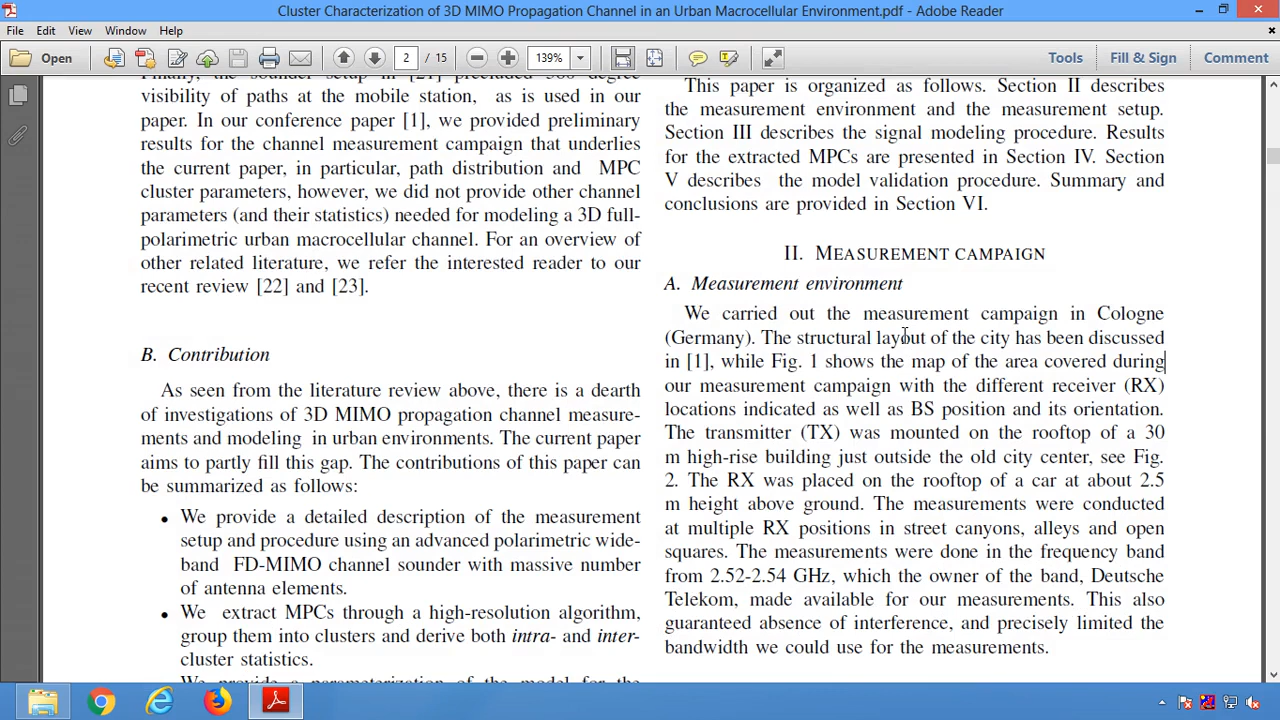 Cluster Characterization of 3D MIMO Propagation Channel in an Urban Macrocellular Environment.pdf - Adobe Reader
File Edit View Window Help
Open 2 / 15 139% Tools Fill & Sign Comment
Finally, the sounder setup in [21] precluded 360 degree
visibility of paths at the mobile station, as is used in our
paper. In our conference paper [1], we provided preliminary
results for the channel measurement campaign that underlies
the current paper, in particular, path distribution and MPC
cluster parameters, however, we did not provide other channel
parameters (and their statistics) needed for modeling a 3D full-
polarimetric urban macrocellular channel. For an overview of
other related literature, we refer the interested reader to our
recent review [22] and [23].
B. Contribution
As seen from the literature review above, there is a dearth
of investigations of 3D MIMO propagation channel measure-
ments and modeling in urban environments. The current paper
aims to partly fill this gap. The contributions of this paper can
be summarized as follows:
• We provide a detailed description of the measurement
setup and procedure using an advanced polarimetric wide-
band FD-MIMO channel sounder with massive number
of antenna elements.
• We extract MPCs through a high-resolution algorithm,
group them into clusters and derive both intra- and inter-
cluster statistics.
We provide a parameterization of the model for the
This paper is organized as follows. Section II describes
the measurement environment and the measurement setup.
Section III describes the signal modeling procedure. Results
for the extracted MPCs are presented in Section IV. Section
V describes the model validation procedure. Summary and
conclusions are provided in Section VI.
II. MEASUREMENT CAMPAIGN
A. Measurement environment
We carried out the measurement campaign in Cologne
(Germany). The structural layout of the city has been discussed
in [1], while Fig. 1 shows the map of the area covered during
our measurement campaign with the different receiver (RX)
locations indicated as well as BS position and its orientation.
The transmitter (TX) was mounted on the rooftop of a 30
m high-rise building just outside the old city center, see Fig.
2. The RX was placed on the rooftop of a car at about 2.5
m height above ground. The measurements were conducted
at multiple RX positions in street canyons, alleys and open
squares. The measurements were done in the frequency band
from 2.52-2.54 GHz, which the owner of the band, Deutsche
Telekom, made available for our measurements. This also
guaranteed absence of interference, and precisely limited the
bandwidth we could use for the measurements.